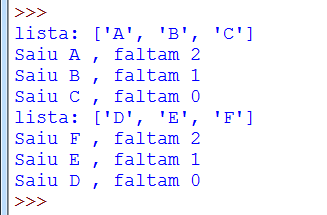 >>>
lista: ['A', 'B', 'C']
Saiu A , faltam 2
Saiu B , faltam 1
Saiu C , faltam 0
lista: ['D', 'E', 'F']
Saiu F , faltam 2
Saiu E , faltam 1
Saiu D , faltam 0
>>>